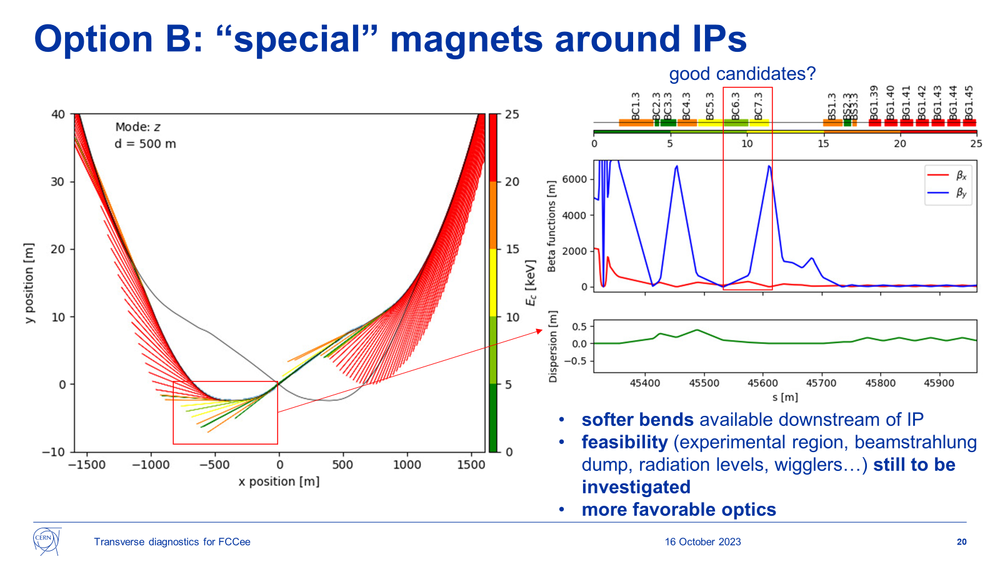 Option B: “special” magnets around IPs
good candidates?
BC1.3
BC2.3
BC3.3
BC4.3
BC5.3
BC6.3
BC7.3
BS1.3
BS2.3
BS3.3
BG1.39
BG1.40
BG1.41
BG1.42
BG1.43
BG1.44
BG1.45
0 5 10 15 20 25
Mode: z
d = 500 m
40
30
20
10
0
−10
y position [m]
−1500 −1000 −500 0 500 1000 1500
x position [m]
25
20
15
10
5
0
E_c [keV]
6000
4000
2000
0
Beta functions [m]
β_x
β_y
0.5
0.0
−0.5
Dispersion [m]
45400 45500 45600 45700 45800 45900
s [m]
• softer bends available downstream of IP
• feasibility (experimental region, beamstrahlung
dump, radiation levels, wigglers…) still to be
investigated
• more favorable optics
CERN
Transverse diagnostics for FCCee
16 October 2023
20